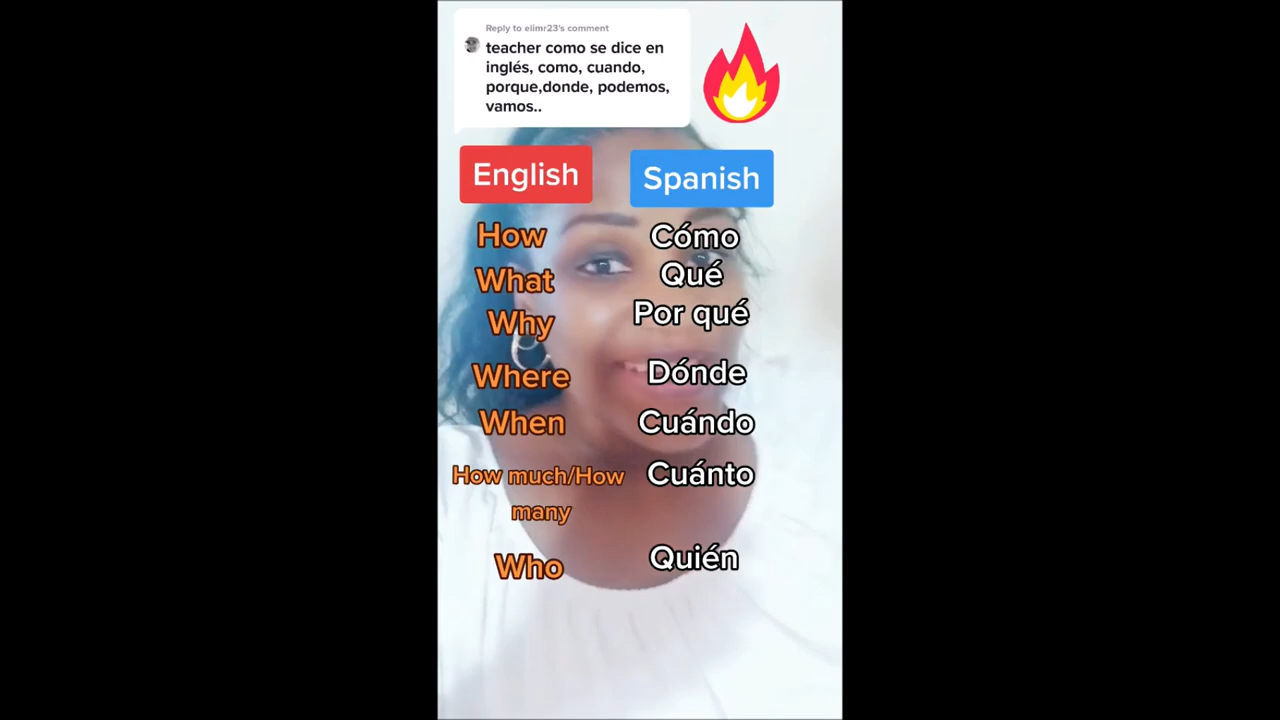 Reply to elimr23's comment
teacher como se dice en
inglés, como, cuando,
porque,donde, podemos,
vamos..
English Spanish
How Cómo
What Qué
Why Por qué
Where Dónde
When Cuándo
How much/How Cuánto
many
Who Quién